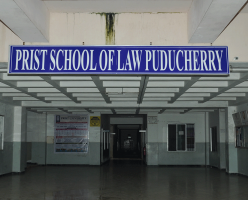 PRIST SCHOOL OF LAW PUDUCHERRY